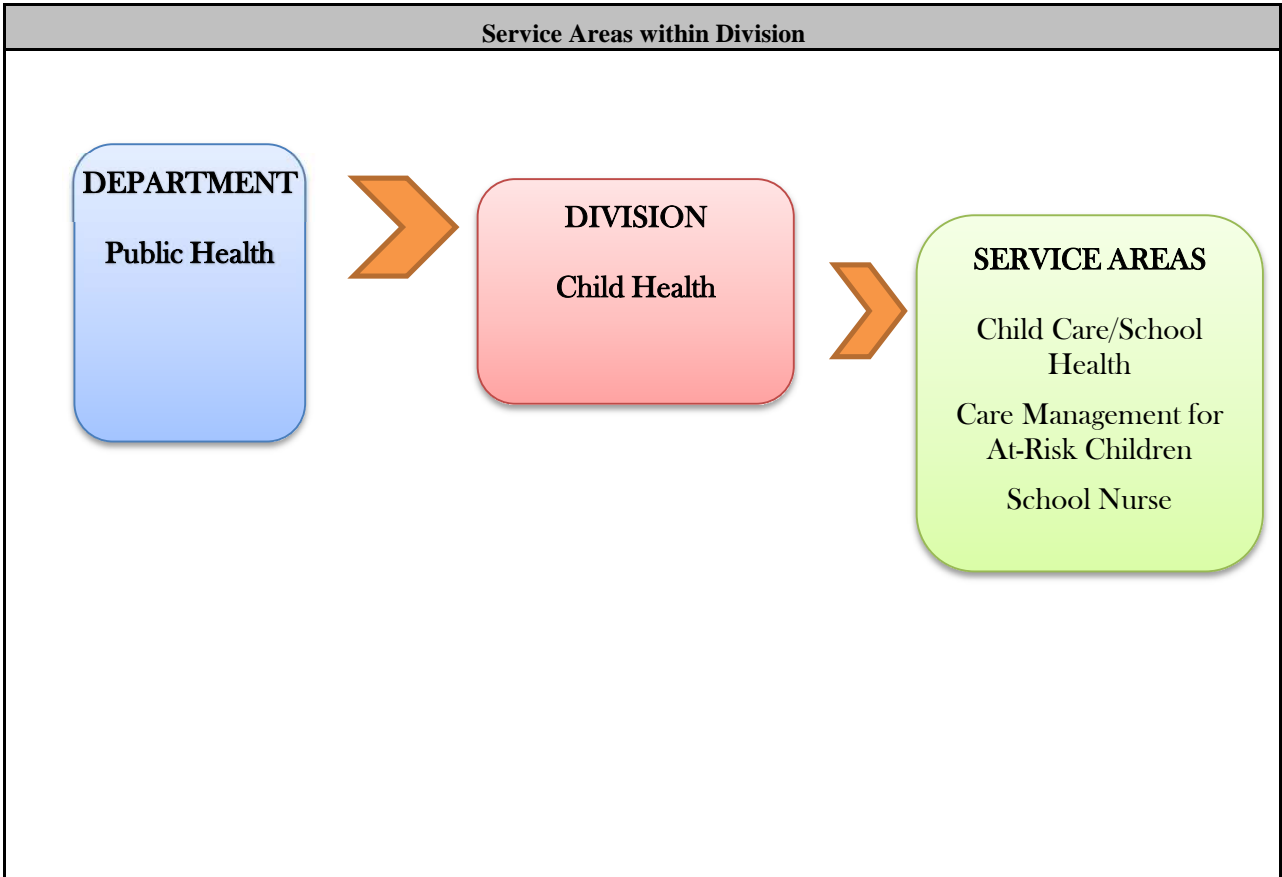 Service Areas within Division
DEPARTMENT
Public Health
DIVISION
Child Health
SERVICE AREAS
Child Care/School
Health
Care Management for
At-Risk Children
School Nurse